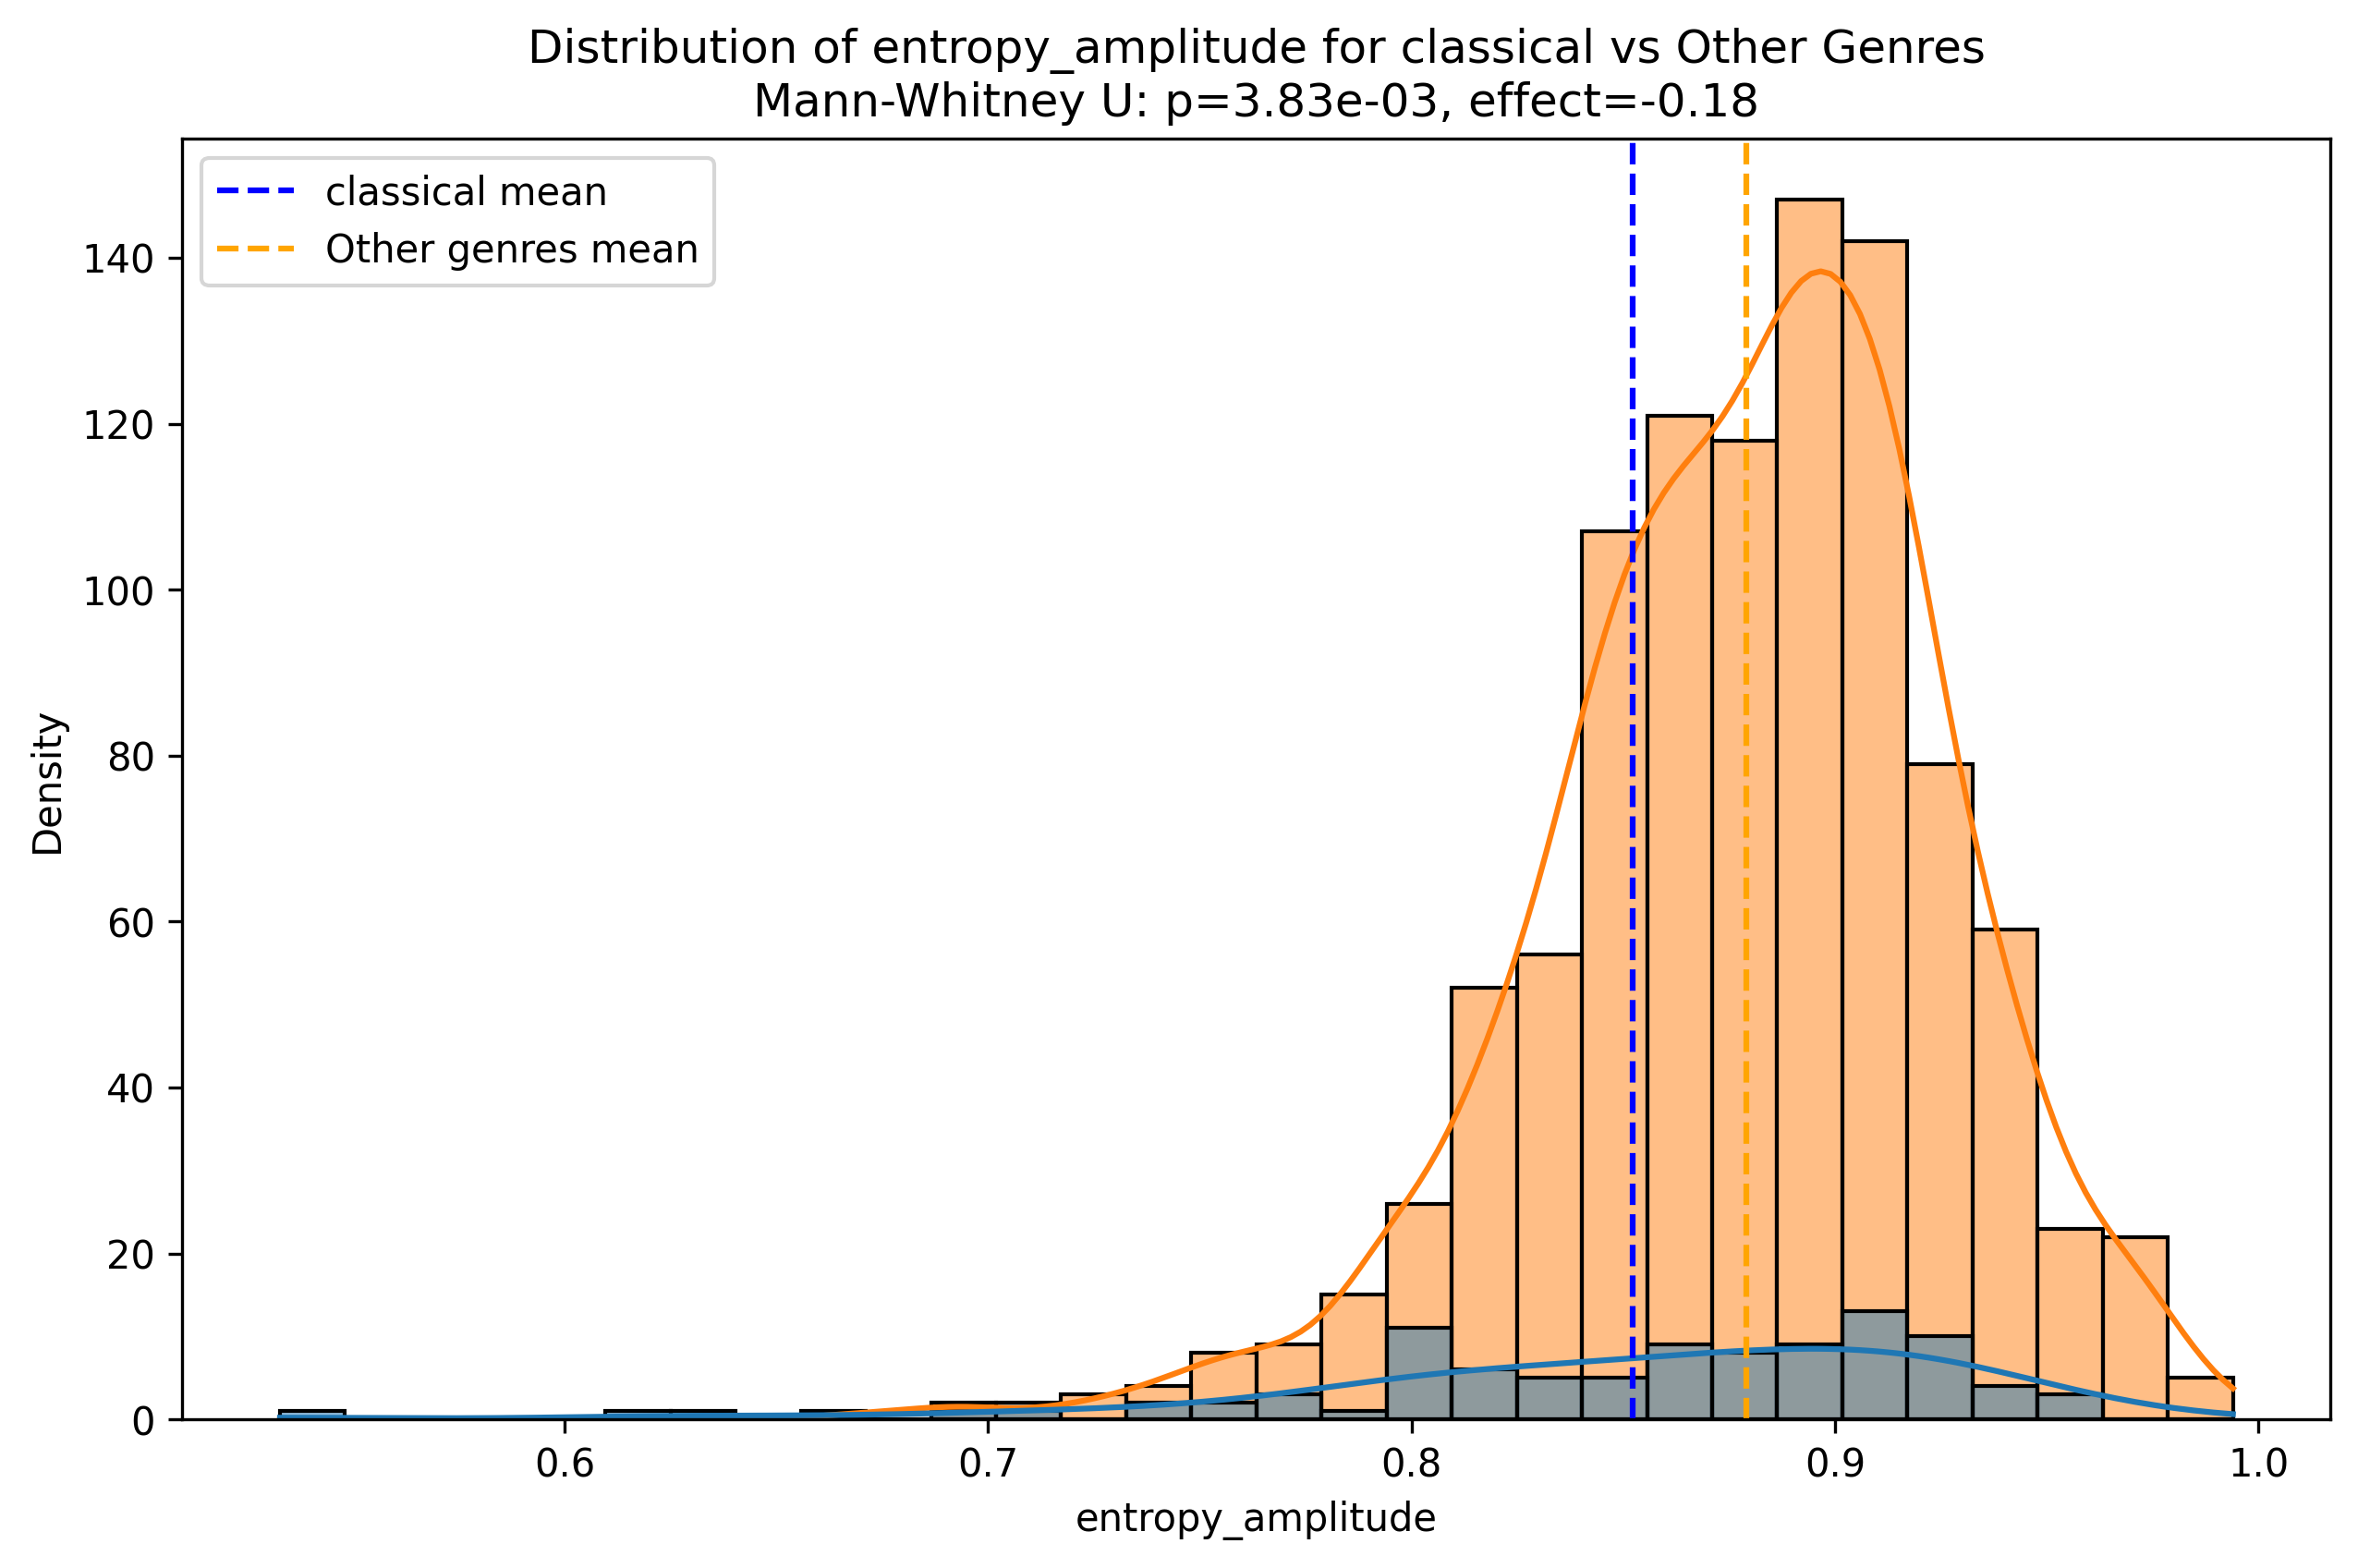 Distribution of entropy_amplitude for classical vs Other Genres
Mann-Whitney U: p=3.83e-03, effect=-0.18
classical mean
Other genres mean
140
120
100
80
60
40
20
0
Density
0.6
0.7
0.8
0.9
1.0
entropy_amplitude